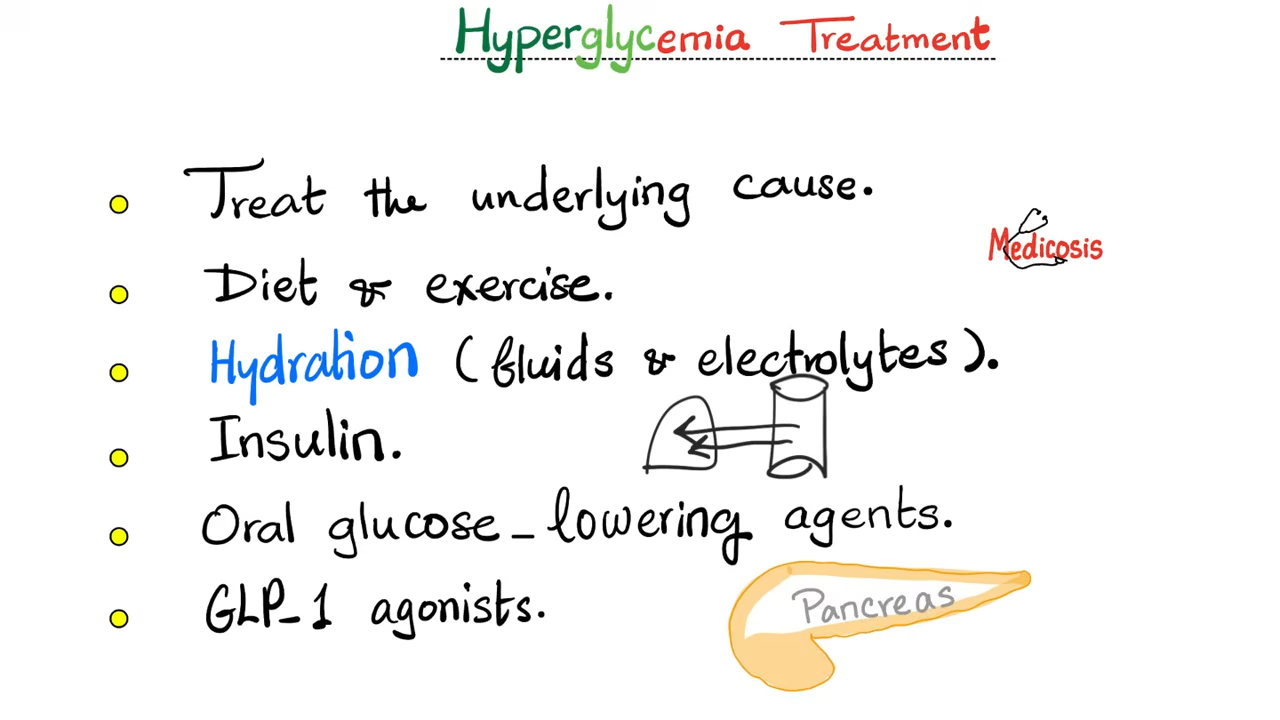 Hyperglycemia Treatment
Treat the underlying cause.
Medicosis
Diet & exercise.
Hydration (fluids & electrolytes).
Insulin.
Oral glucose-lowering agents.
GLP-1 agonists.
Pancreas